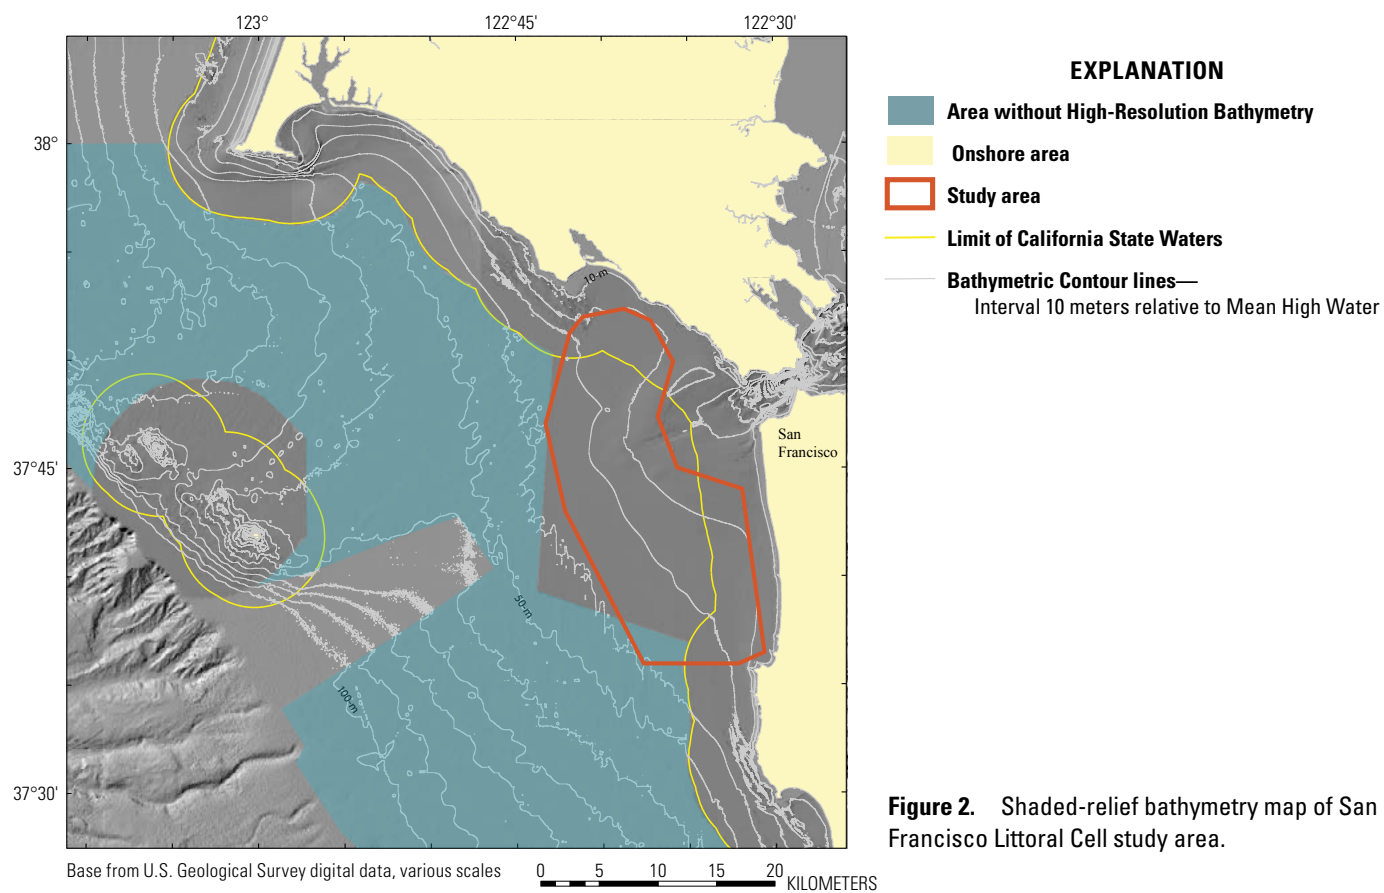 123°
122°45'
122°30'
38°
37°45'
37°30'
10-m
50-m
100-m
San
Francisco
EXPLANATION
Area without High-Resolution Bathymetry
Onshore area
Study area
Limit of California State Waters
Bathymetric Contour lines—
Interval 10 meters relative to Mean High Water
Figure 2. Shaded-relief bathymetry map of San
Francisco Littoral Cell study area.
Base from U.S. Geological Survey digital data, various scales
0 5 10 15 20 KILOMETERS